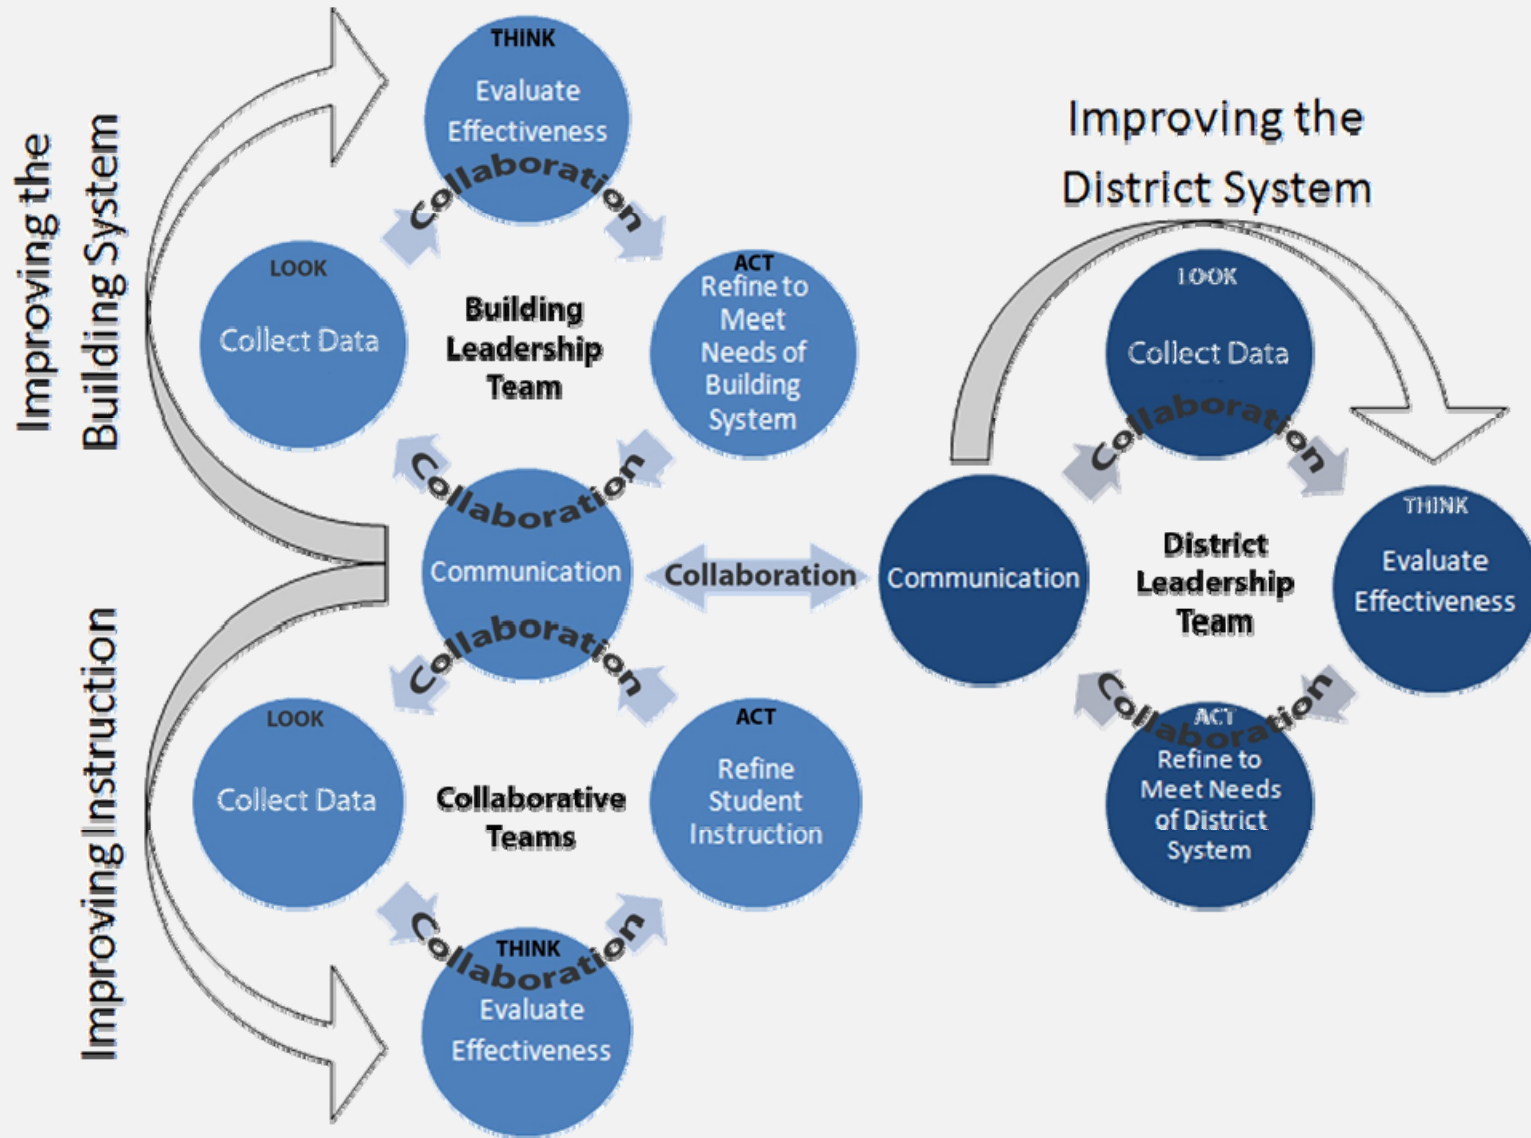 Improving the
Building System
THINK
Evaluate
Effectiveness
Collaboration
LOOK
Collect Data
Building
Leadership
Team
ACT
Refine to
Meet
Needs of
Building
System
Collaboration
Communication
Collaboration
Improving Instruction
LOOK
Collect Data
Collaborative
Teams
ACT
Refine
Student
Instruction
Collaboration
THINK
Evaluate
Effectiveness
Collaboration
Improving the
District System
LOOK
Collect Data
Collaboration
Communication
District
Leadership
Team
THINK
Evaluate
Effectiveness
Collaboration
ACT
Refine to
Meet Needs
of District
System